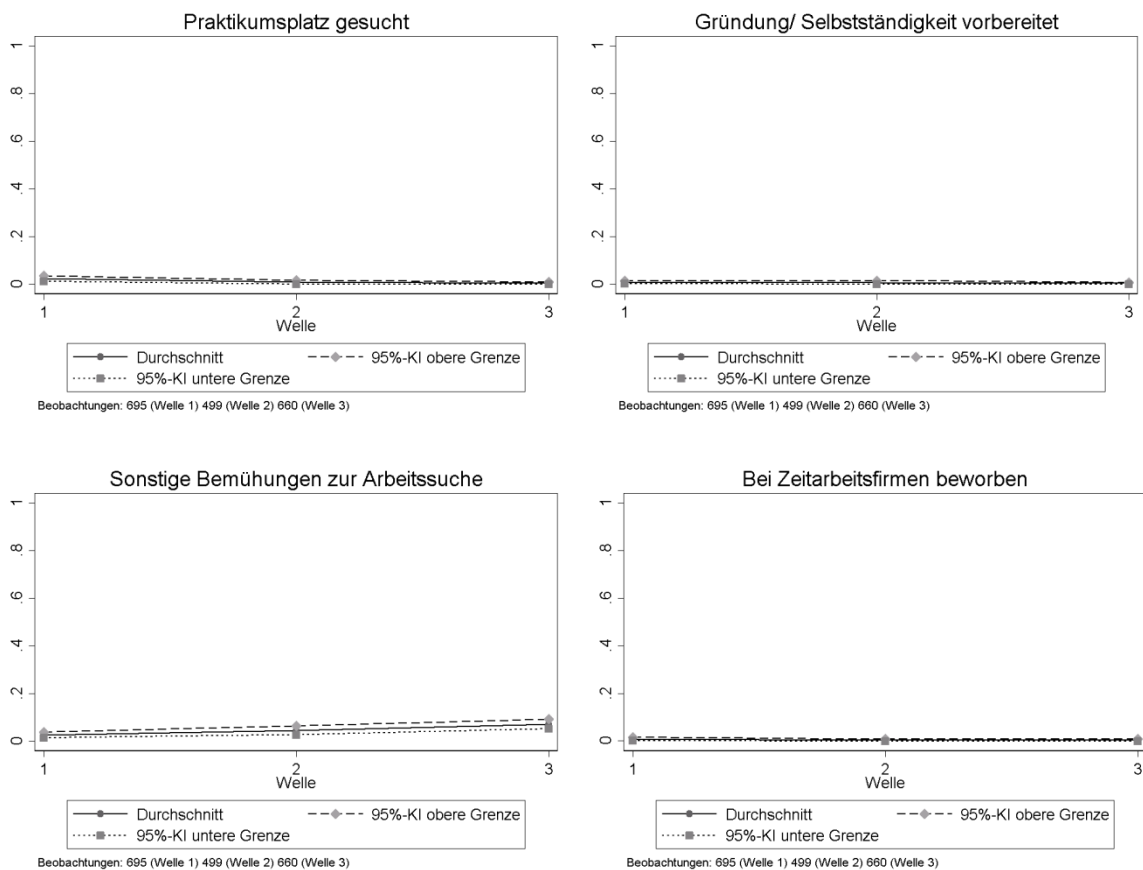 Praktikumsplatz gesucht
1
.8
.6
.4
.2
0
1 2 3
Welle
Durchschnitt
95%-KI obere Grenze
95%-KI untere Grenze
Beobachtungen: 695 (Welle 1) 499 (Welle 2) 660 (Welle 3)
Gründung/ Selbstständigkeit vorbereitet
1
.8
.6
.4
.2
0
1 2 3
Welle
Durchschnitt
95%-KI obere Grenze
95%-KI untere Grenze
Beobachtungen: 695 (Welle 1) 499 (Welle 2) 660 (Welle 3)
Sonstige Bemühungen zur Arbeitssuche
1
.8
.6
.4
.2
0
1 2 3
Welle
Durchschnitt
95%-KI obere Grenze
95%-KI untere Grenze
Beobachtungen: 695 (Welle 1) 499 (Welle 2) 660 (Welle 3)
Bei Zeitarbeitsfirmen beworben
1
.8
.6
.4
.2
0
1 2 3
Welle
Durchschnitt
95%-KI obere Grenze
95%-KI untere Grenze
Beobachtungen: 695 (Welle 1) 499 (Welle 2) 660 (Welle 3)